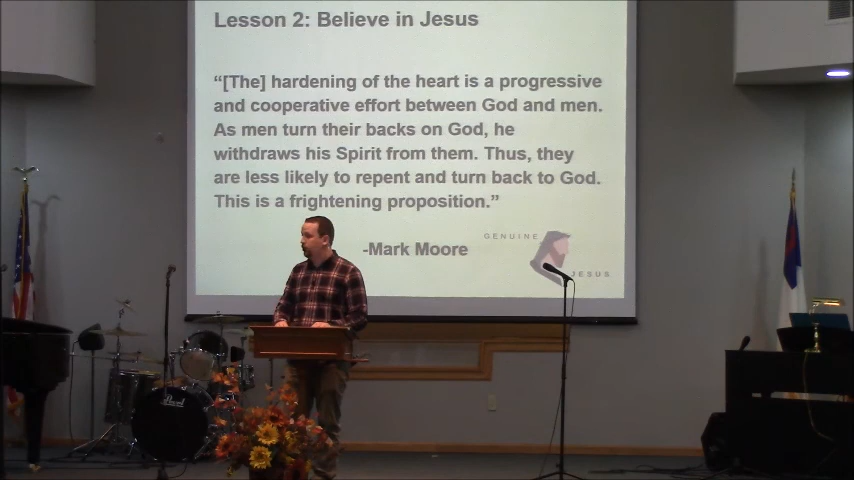 Lesson 2: Believe in Jesus
“[The] hardening of the heart is a progressive
and cooperative effort between God and men.
As men turn their backs on God, he
withdraws his Spirit from them. Thus, they
are less likely to repent and turn back to God.
This is a frightening proposition.”
-Mark Moore
GENUINE
JESUS
Pearl